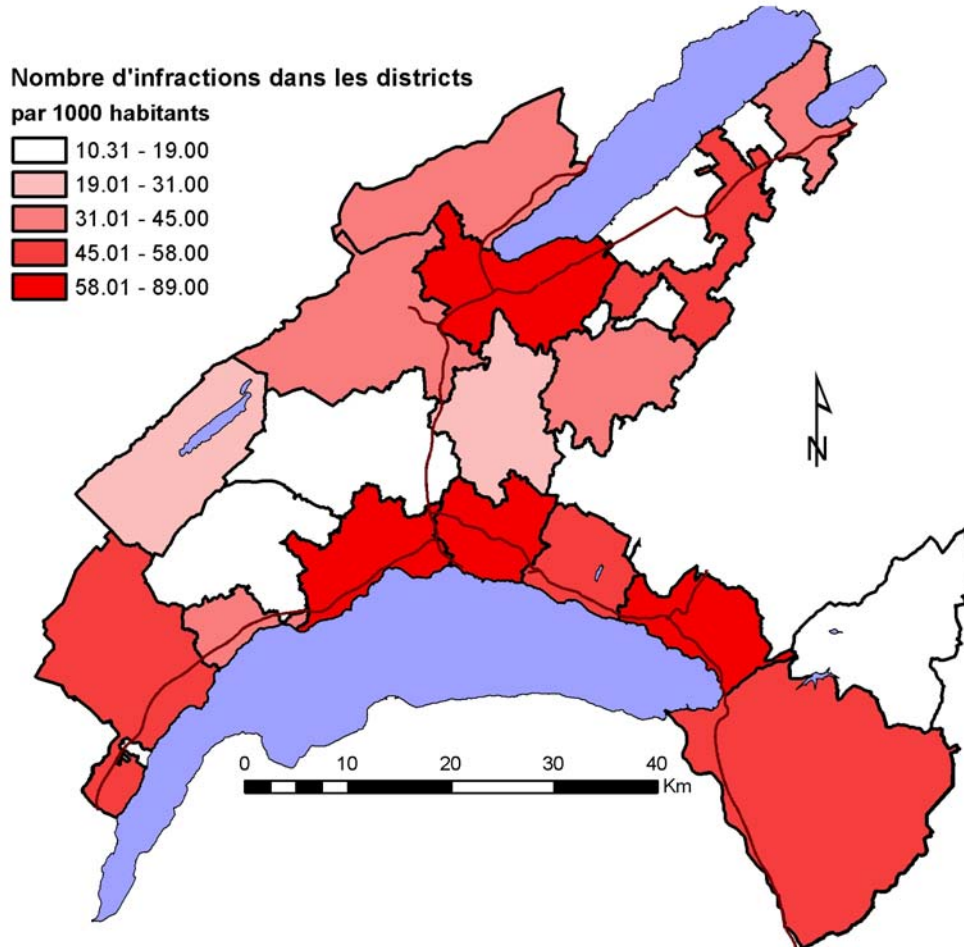 Nombre d'infractions dans les districts
par 1000 habitants
10.31 - 19.00
19.01 - 31.00
31.01 - 45.00
45.01 - 58.00
58.01 - 89.00
N
0 10 20 30 40
Km